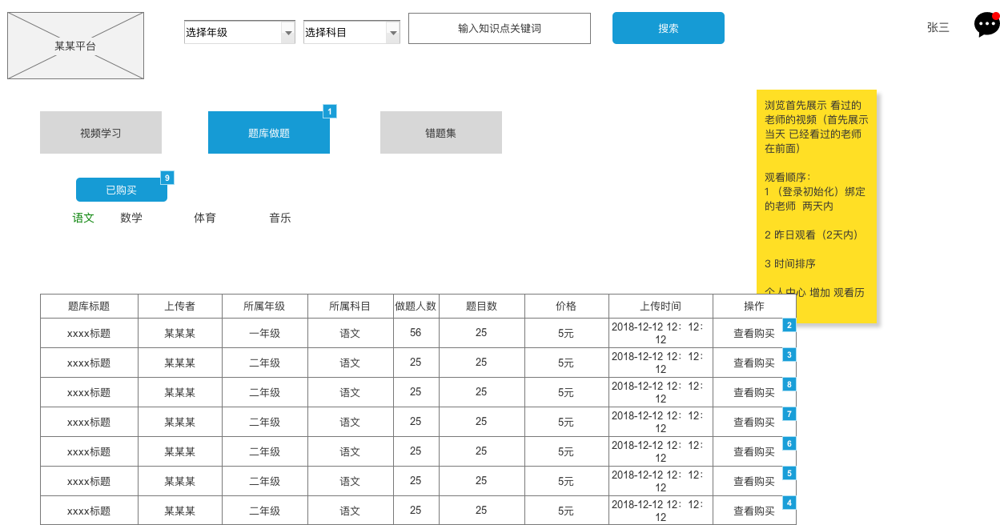 某某平台
选择年级
选择科目
输入知识点关键词
搜索
张三
视频学习
题库做题
1
错题集
已购买
9
语文 数学 体育 音乐
浏览首先展示 看过的
老师的视频（首先展示
当天 已经看过的老师
在前面）
观看顺序：
1 （登录初始化）绑定
的老师 两天内
2 昨日观看（2天内）
3 时间排序
个人中心 增加 观看历
题库标题 上传者 所属年级 所属科目 做题人数 题目数 价格 上传时间 操作
xxxx标题 某某某 一年级 语文 56 25 5元 2018-12-12 12：12：12 查看购买 2
xxxx标题 某某某 二年级 语文 25 25 5元 2018-12-12 12：12：12 查看购买 3
xxxx标题 某某某 二年级 语文 25 25 5元 2018-12-12 12：12：12 查看购买 8
xxxx标题 某某某 二年级 语文 25 25 5元 2018-12-12 12：12：12 查看购买 7
xxxx标题 某某某 二年级 语文 25 25 5元 2018-12-12 12：12：12 查看购买 6
xxxx标题 某某某 二年级 语文 25 25 5元 2018-12-12 12：12：12 查看购买 5
xxxx标题 某某某 二年级 语文 25 25 5元 2018-12-12 12：12：12 查看购买 4